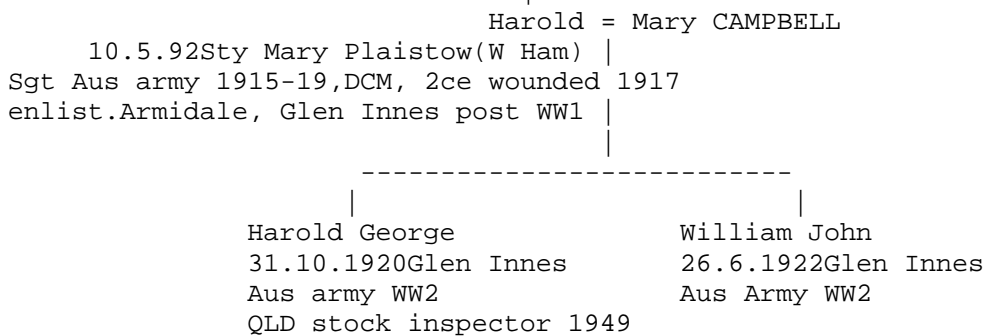 Harold = Mary CAMPBELL
10.5.92Sty Mary Plaistow(W Ham) |
Sgt Aus army 1915-19,DCM, 2ce wounded 1917
enlist.Armidale, Glen Innes post WW1 |
|
---------------------------
| |
Harold George William John
31.10.1920Glen Innes 26.6.1922Glen Innes
Aus army WW2 Aus Army WW2
QLD stock inspector 1949